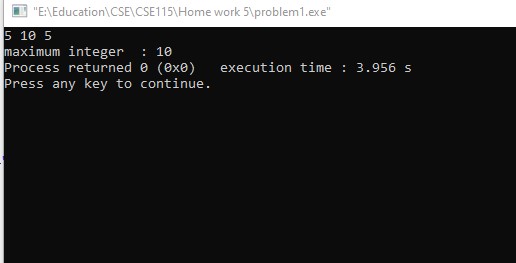 "E:\Education\CSE\CSE115\Home work 5\problem1.exe"
5 10 5
maximum integer  : 10
Process returned 0 (0x0)   execution time : 3.956 s
Press any key to continue.